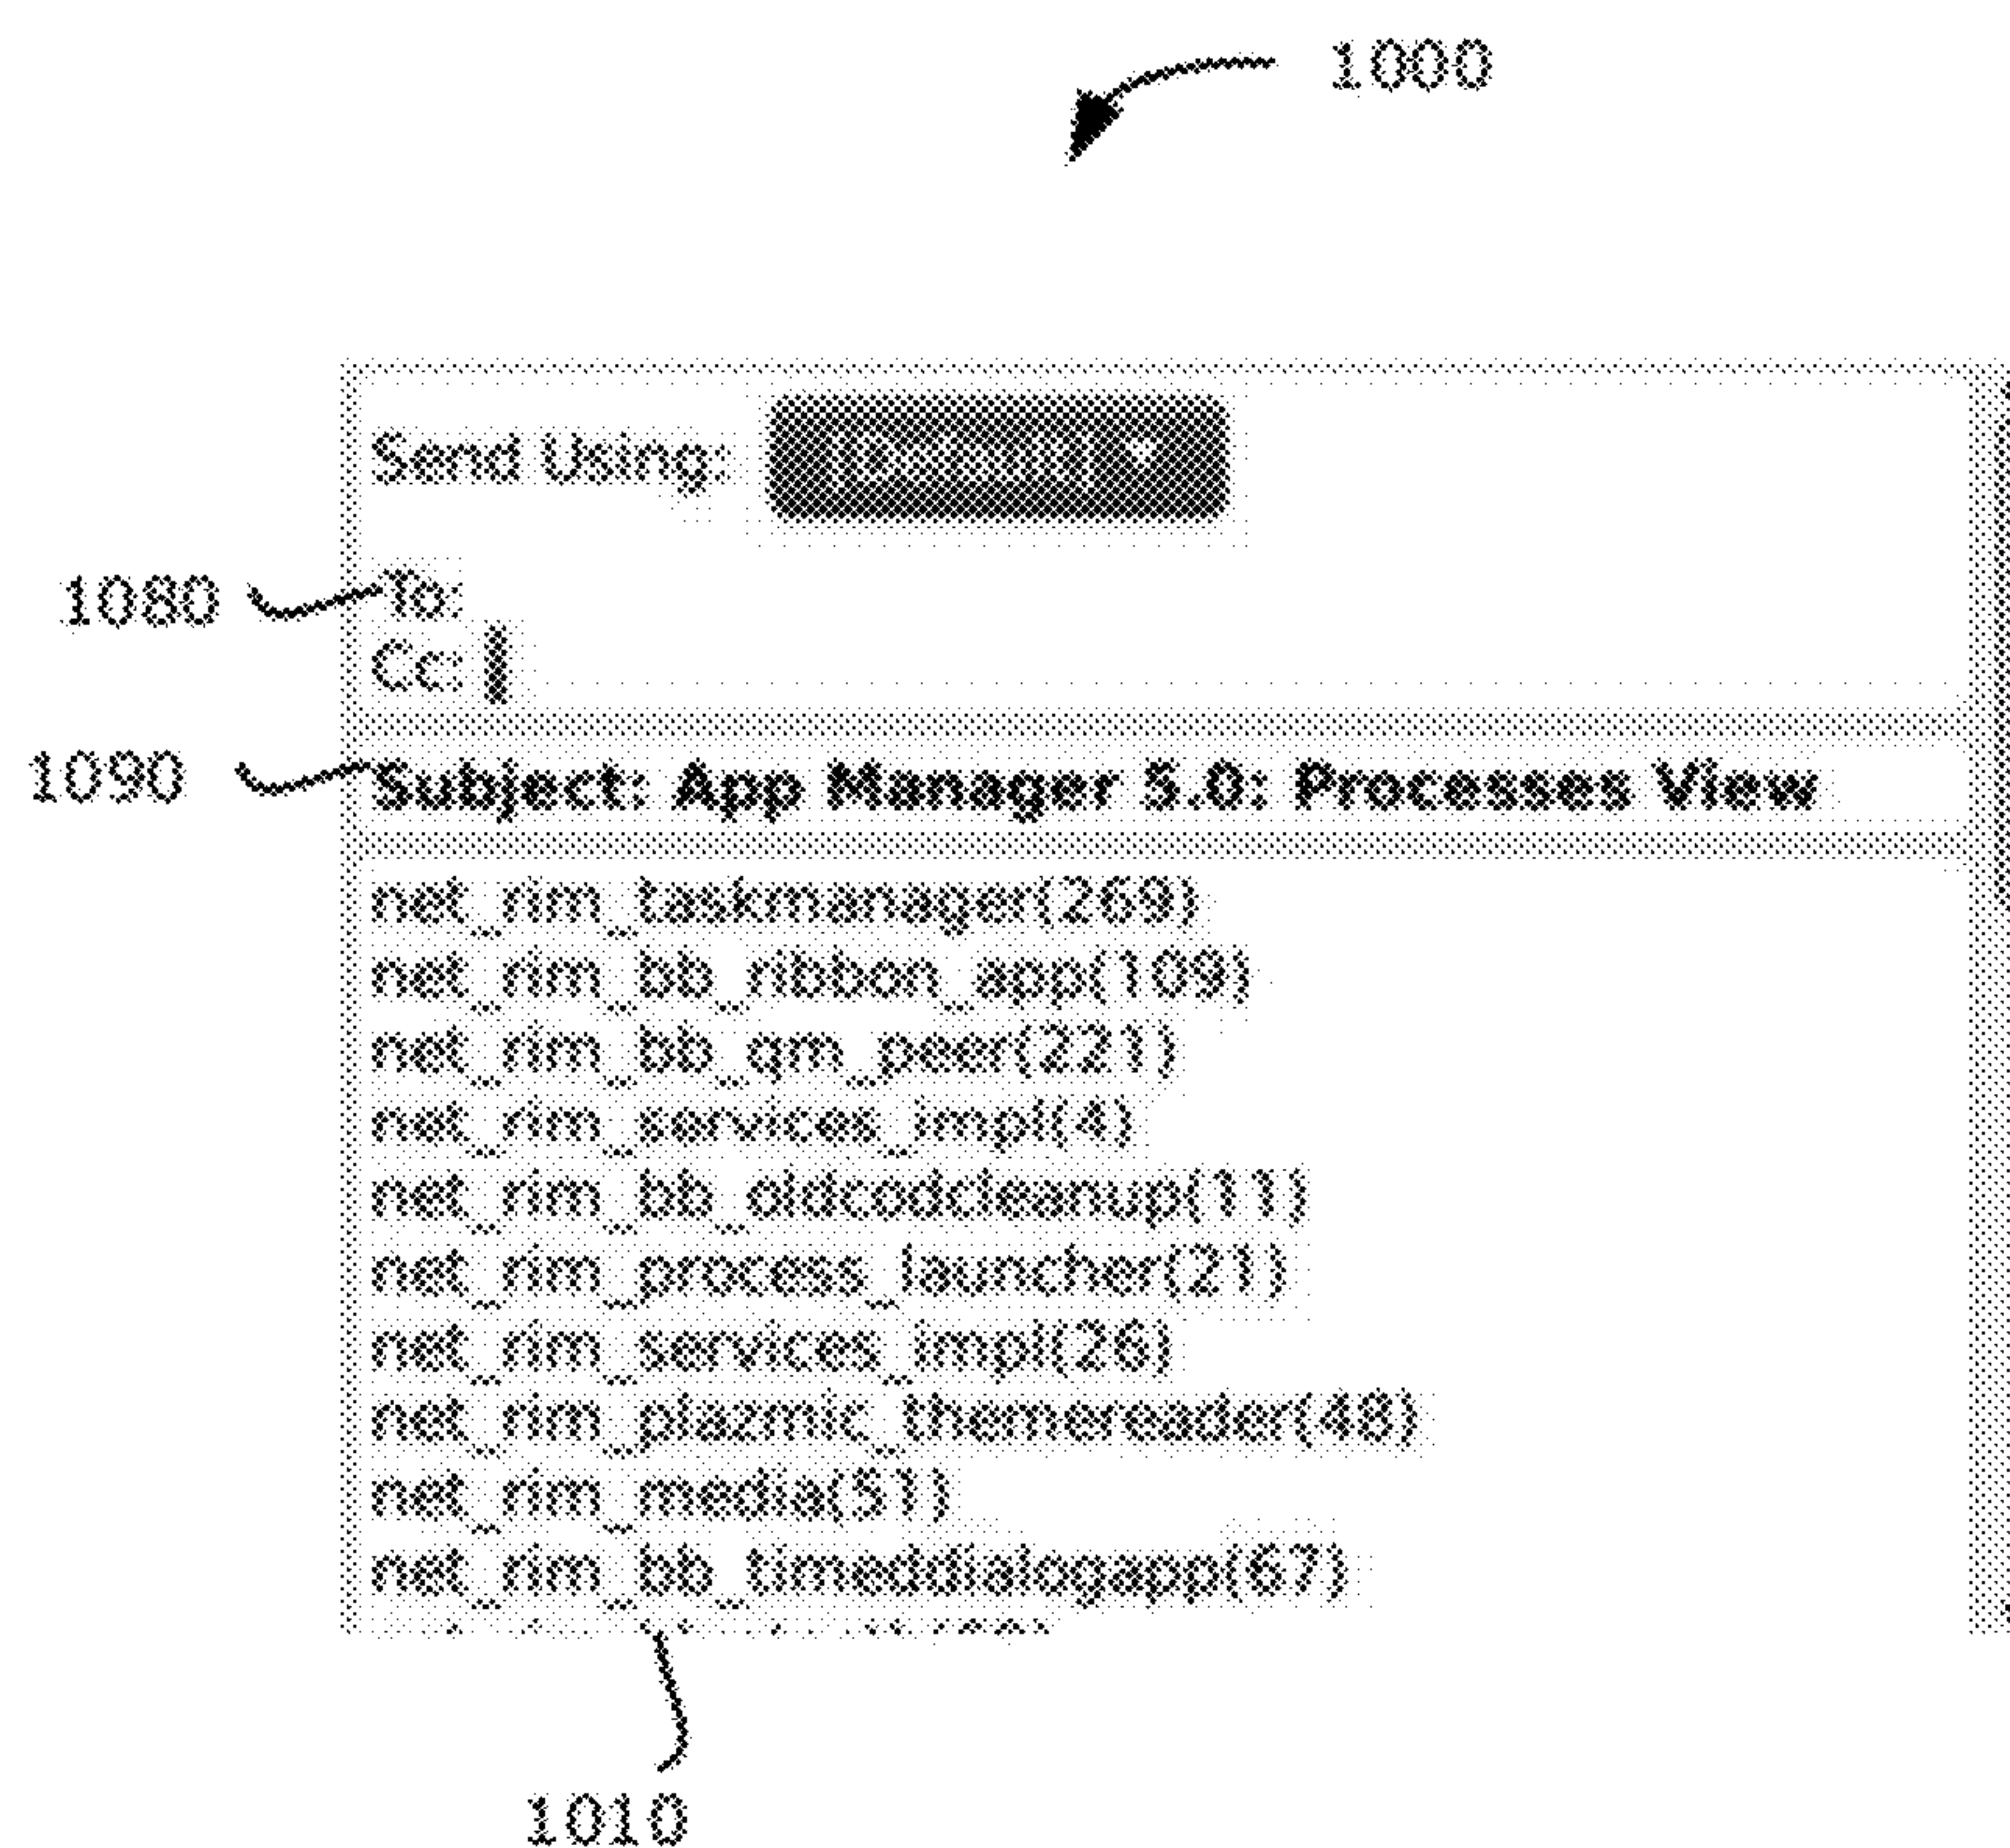 1000
Send Using:
1080
To:
Cc:
1090
Subject: App Manager 5.0: Processes View
net_rim_taskmanager(269)
net_rim_bb_ribbon_app(109)
net_rim_bb_qm_peer(221)
net_rim_services_impl(4)
net_rim_bb_oldcodcleanup(11)
net_rim_process_launcher(21)
net_rim_services_impl(26)
net_rim_plazmic_themereader(48)
net_rim_media(51)
net_rim_bb_timeddialogapp(67)
1010